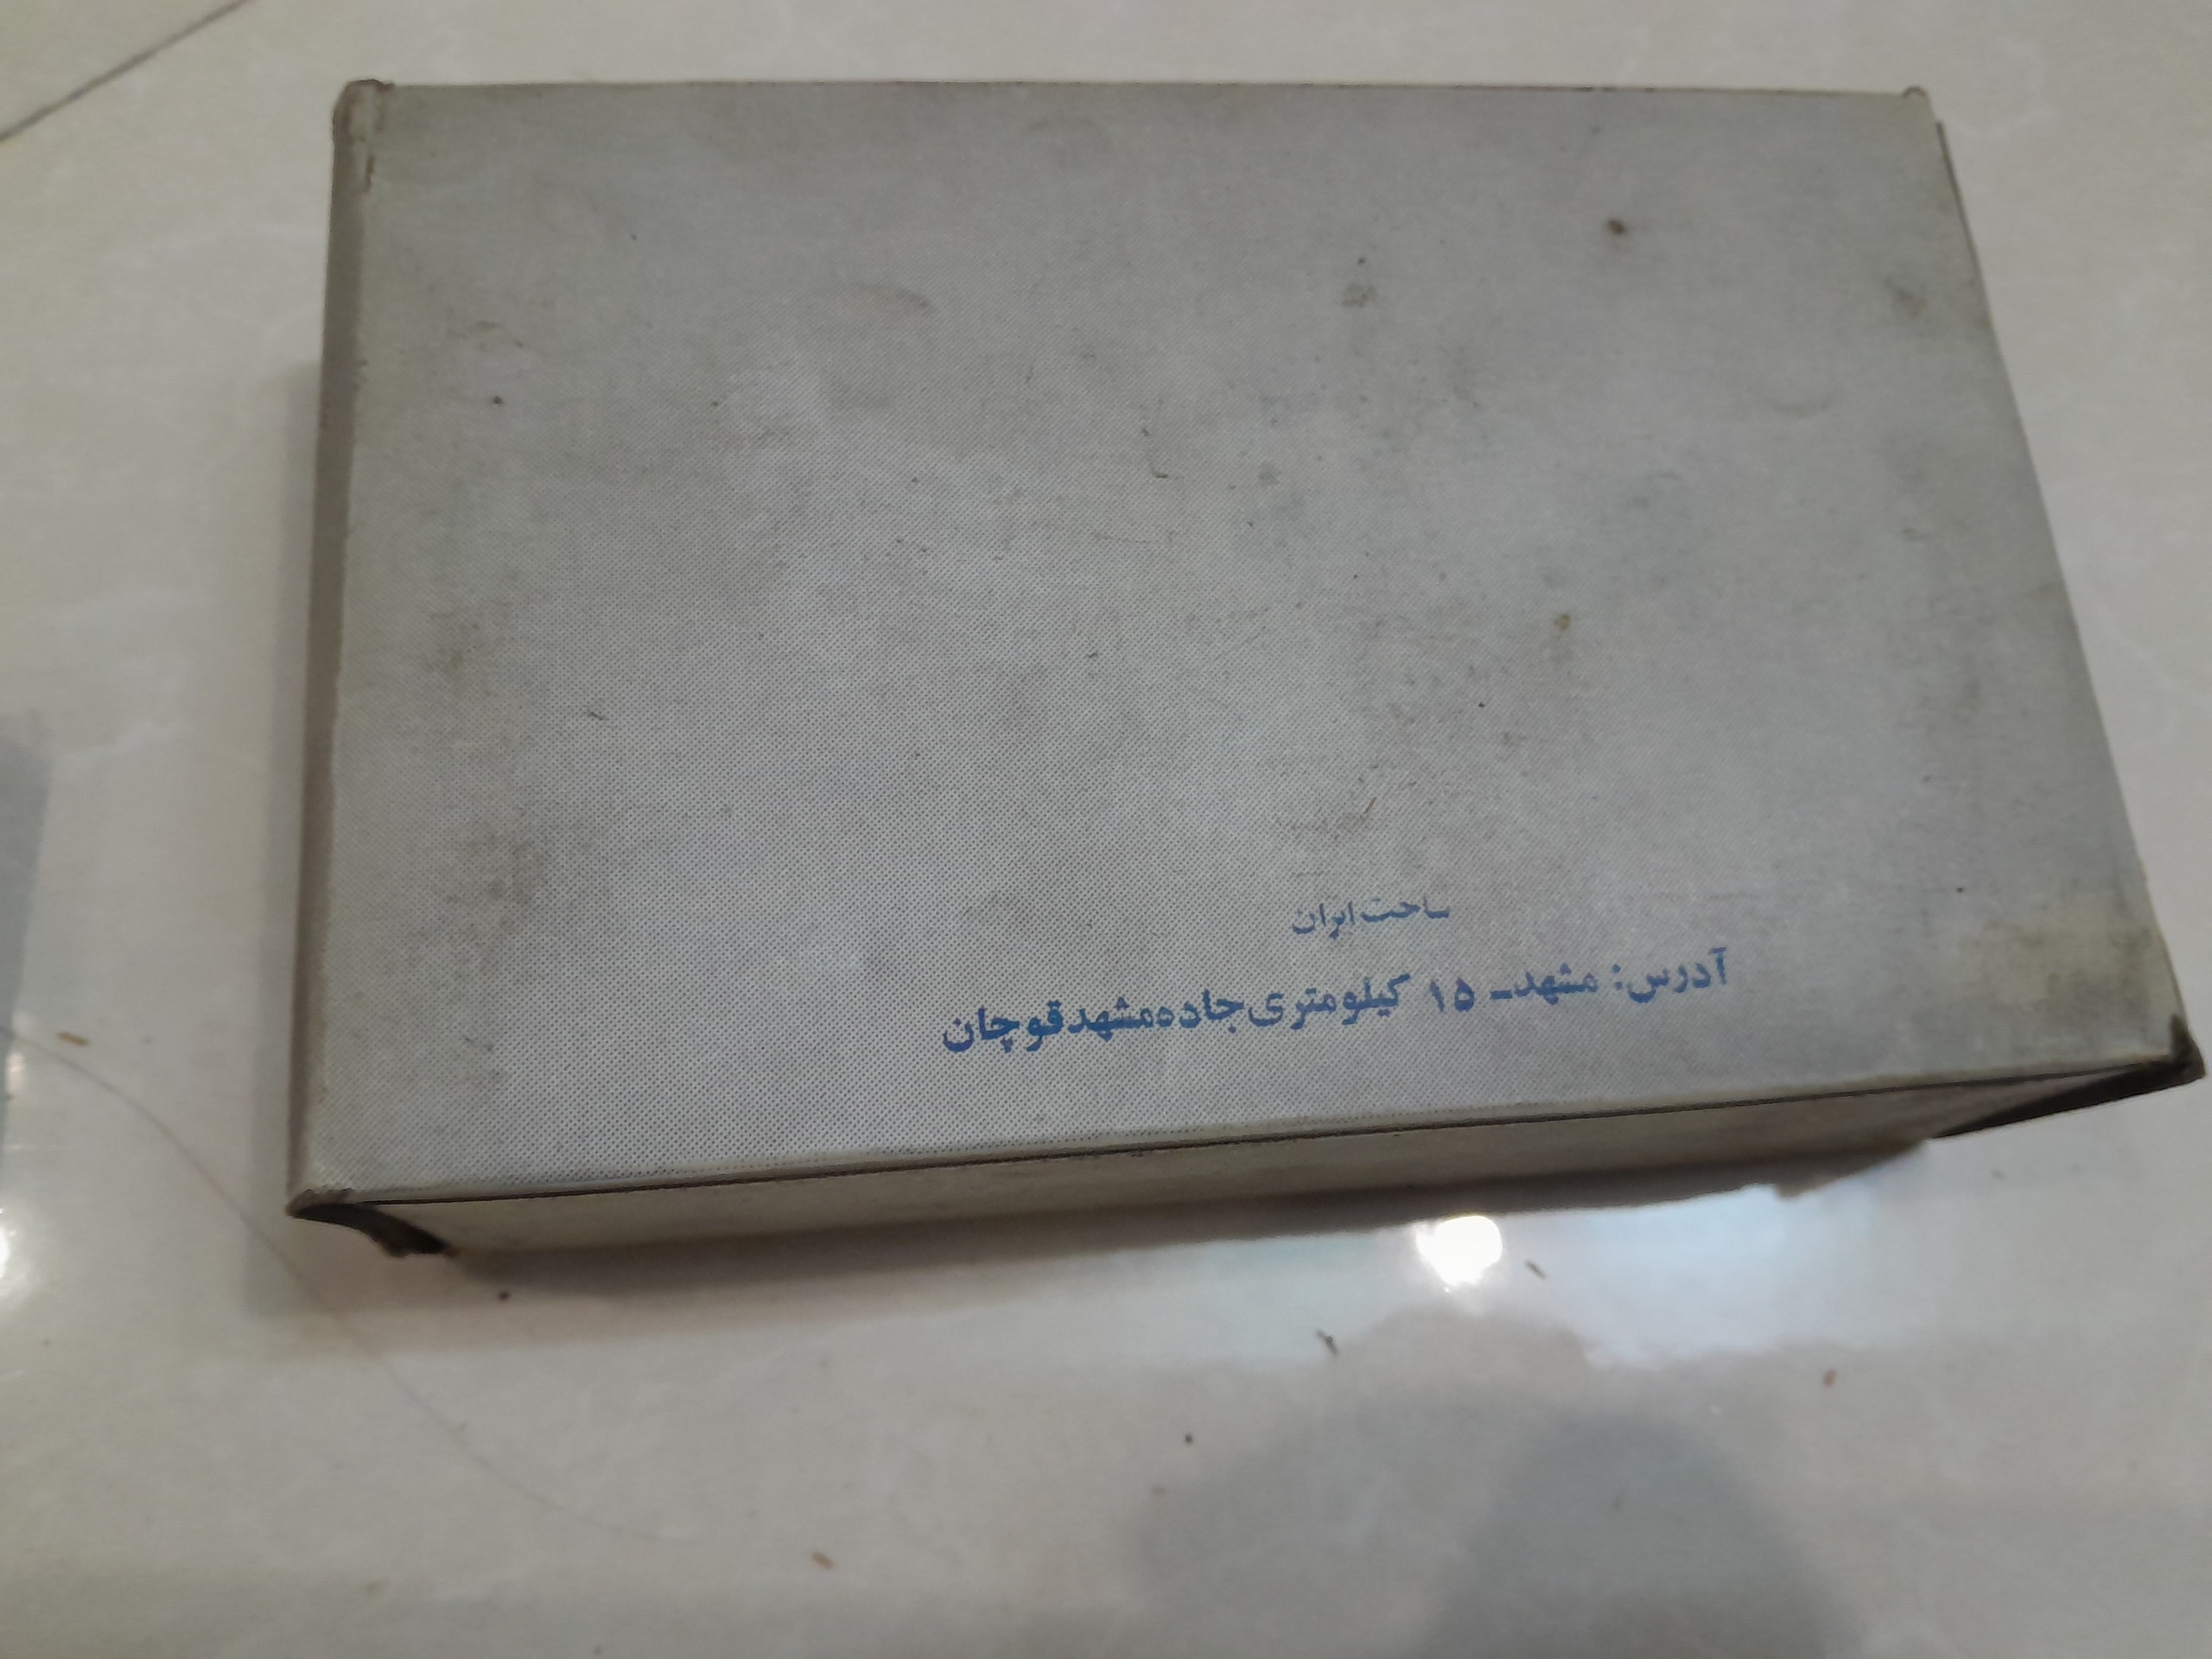 ساخت ایران
آدرس: مشهد- ۱۵ کیلومتری جاده مشهد قوچان